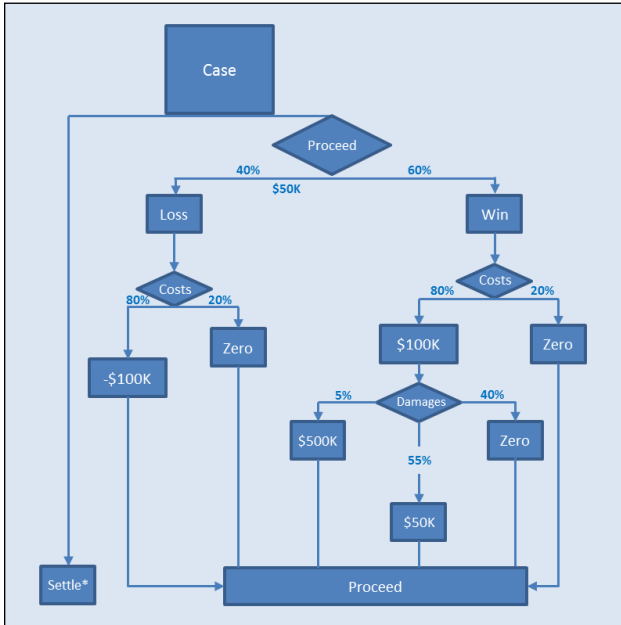 Case
Proceed
40%
60%
$50K
Loss
Win
Costs
Costs
80%
20%
80%
20%
Zero
$100K
Zero
-$100K
Damages
5%
40%
$500K
Zero
55%
$50K
Settle*
Proceed